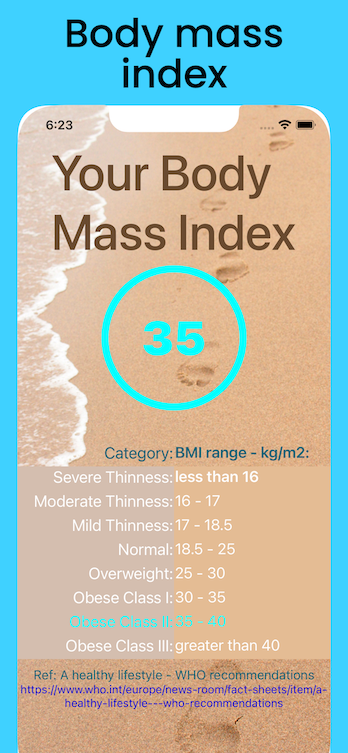 Body mass
index
6:23
Your Body
Mass Index
35
Category: BMI range - kg/m2:
Severe Thinness: less than 16
Moderate Thinness: 16 - 17
Mild Thinness: 17 - 18.5
Normal: 18.5 - 25
Overweight: 25 - 30
Obese Class I: 30 - 35
Obese Class II: 35 - 40
Obese Class III: greater than 40
Ref: A healthy lifestyle - WHO recommendations
https://www.who.int/europe/news-room/fact-sheets/item/a-
healthy-lifestyle---who-recommendations